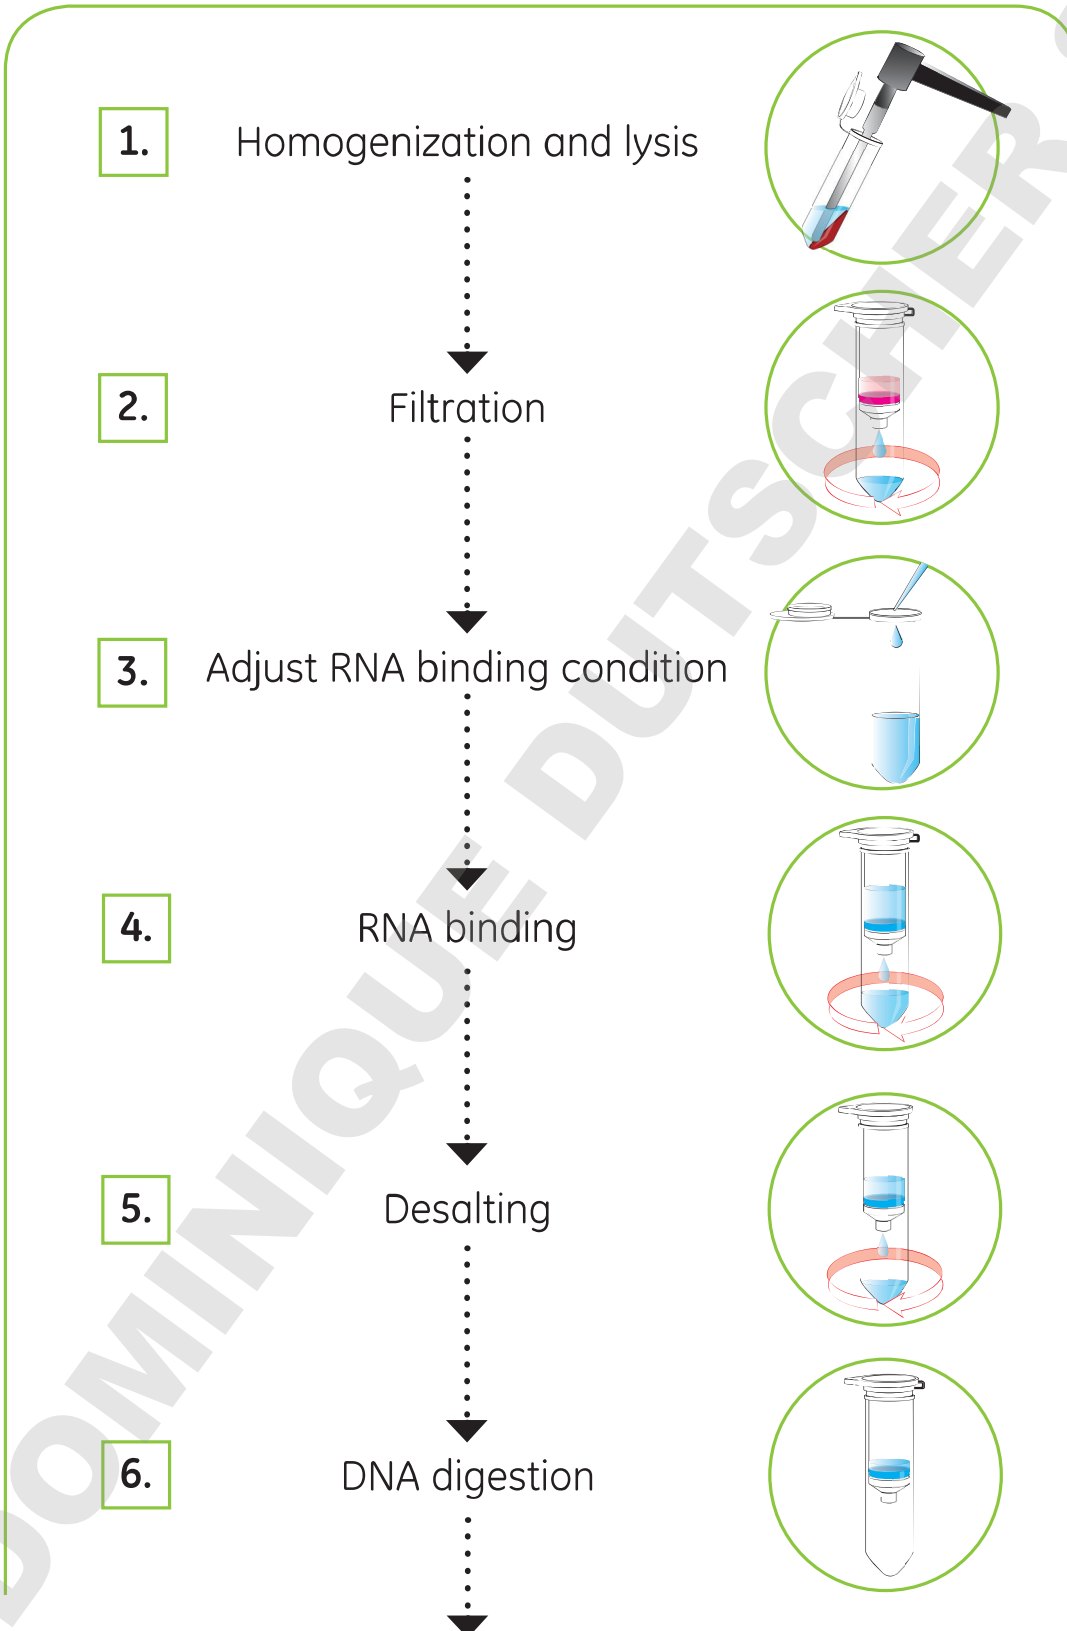 1. Homogenization and lysis
2. Filtration
3. Adjust RNA binding condition
4. RNA binding
5. Desalting
6. DNA digestion
DOMINIQUE DUTSCHER